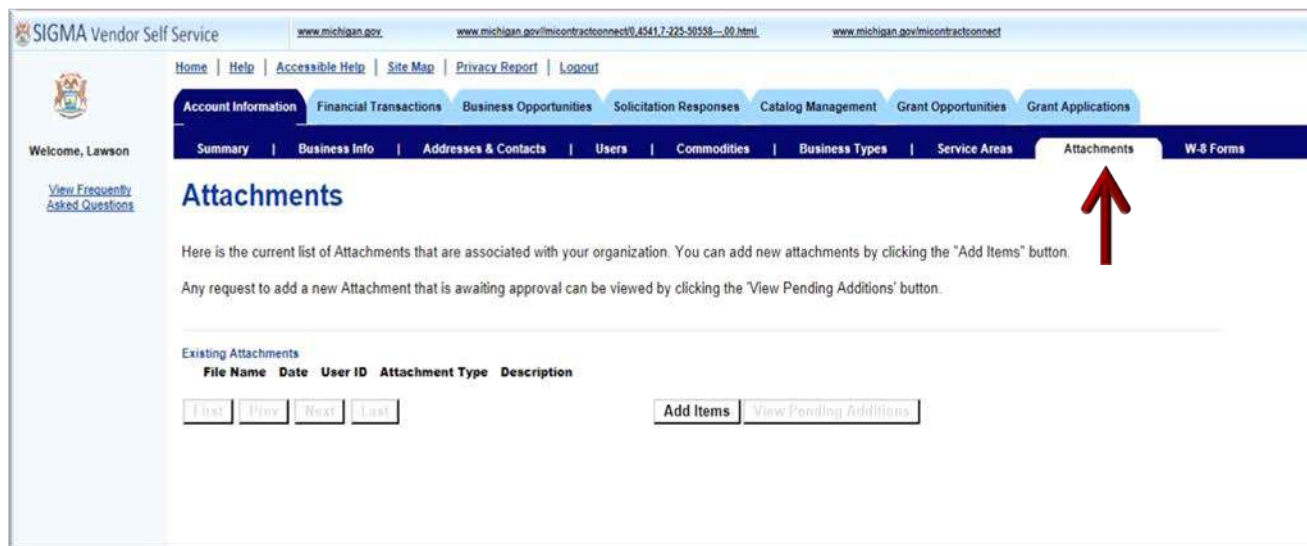 SIGMA Vendor Self Service
www.michigan.gov www.michigan.gov/micontractconnect/0,4541,7-225-50558---,00.html www.michigan.gov/micontractconnect
Home | Help | Accessible Help | Site Map | Privacy Report | Logout
Account Information Financial Transactions Business Opportunities Solicitation Responses Catalog Management Grant Opportunities Grant Applications
Welcome, Lawson
Summary | Business Info | Addresses & Contacts | Users | Commodities | Business Types | Service Areas Attachments W-8 Forms
View Frequently
Asked Questions
Attachments
Here is the current list of Attachments that are associated with your organization. You can add new attachments by clicking the "Add Items" button.
Any request to add a new Attachment that is awaiting approval can be viewed by clicking the 'View Pending Additions' button.
Existing Attachments
File Name Date User ID Attachment Type Description
First Prev Next Last Add Items View Pending Additions